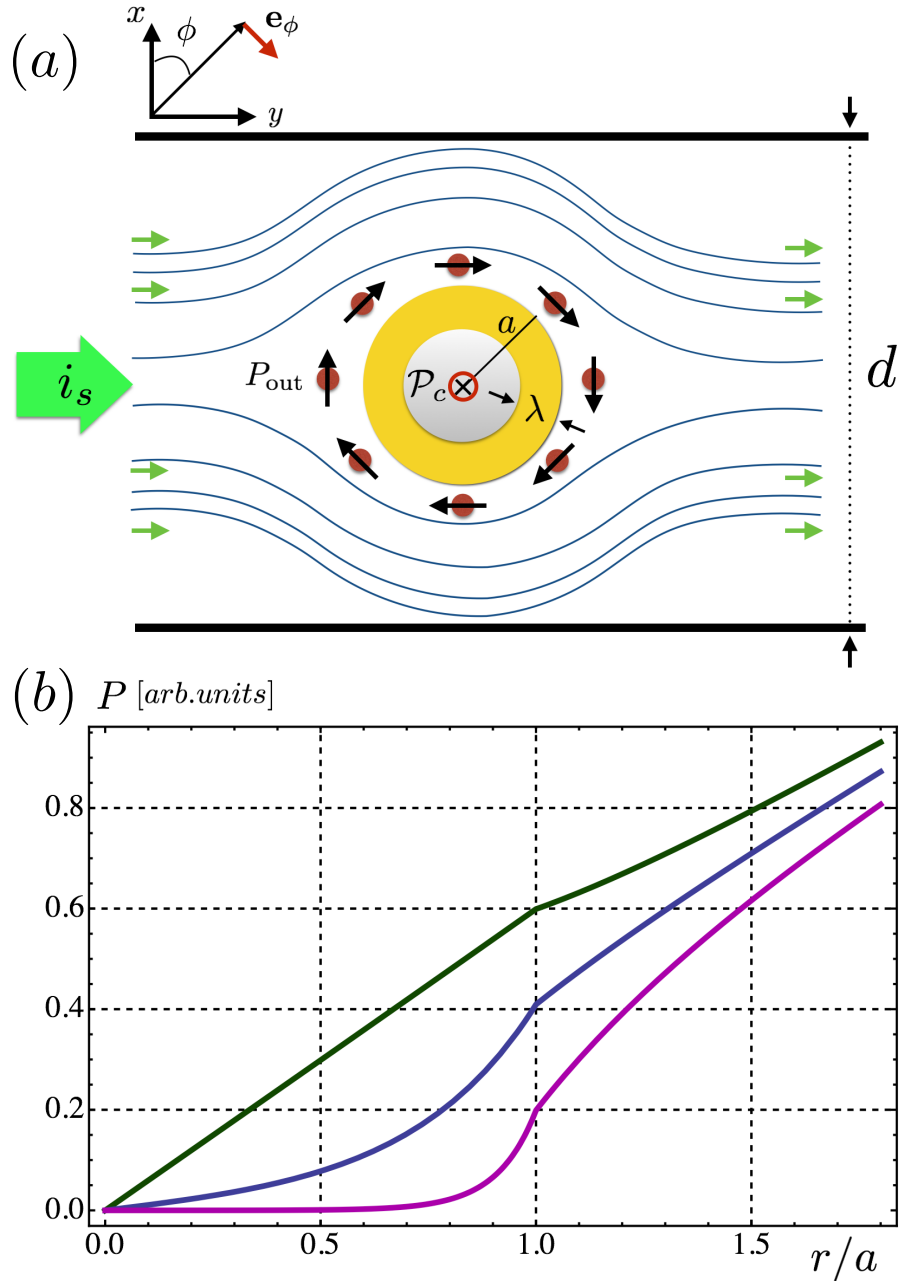 (a)
x
ϕ
e_ϕ
y
i_s
P_out
𝒫_c
a
λ
d
(b)
P [arb.units]
0.8
0.6
0.4
0.2
0.0
0.0 0.5 1.0 1.5
r/a